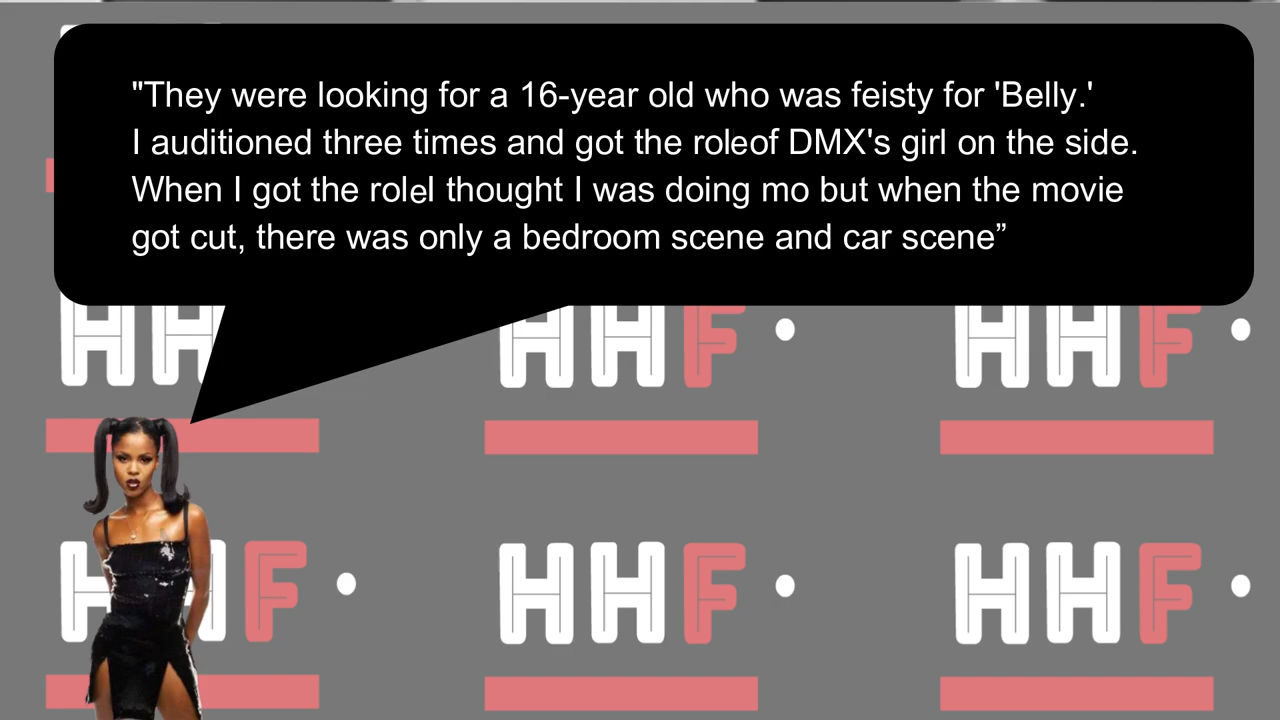 "They were looking for a 16-year old who was feisty for 'Belly.'
I auditioned three times and got the roleof DMX's girl on the side.
When I got the roleI thought I was doing mo but when the movie
got cut, there was only a bedroom scene and car scene”
HH
HHF.
HHF.
HHF.
HHF.
HHF.